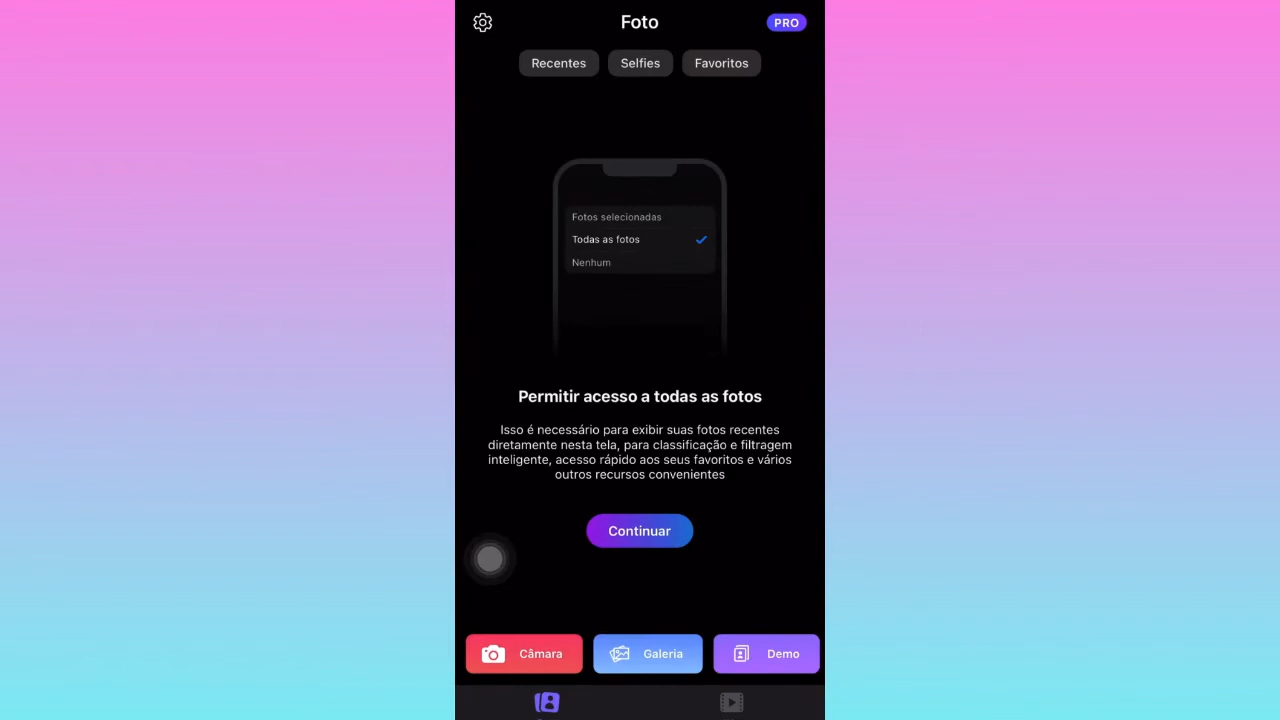 Foto
PRO
Recentes
Selfies
Favoritos
Fotos selecionadas
Todas as fotos
Nenhum
Permitir acesso a todas as fotos
Isso é necessário para exibir suas fotos recentes
diretamente nesta tela, para classificação e filtragem
inteligente, acesso rápido aos seus favoritos e vários
outros recursos convenientes
Continuar
Câmara
Galeria
Demo